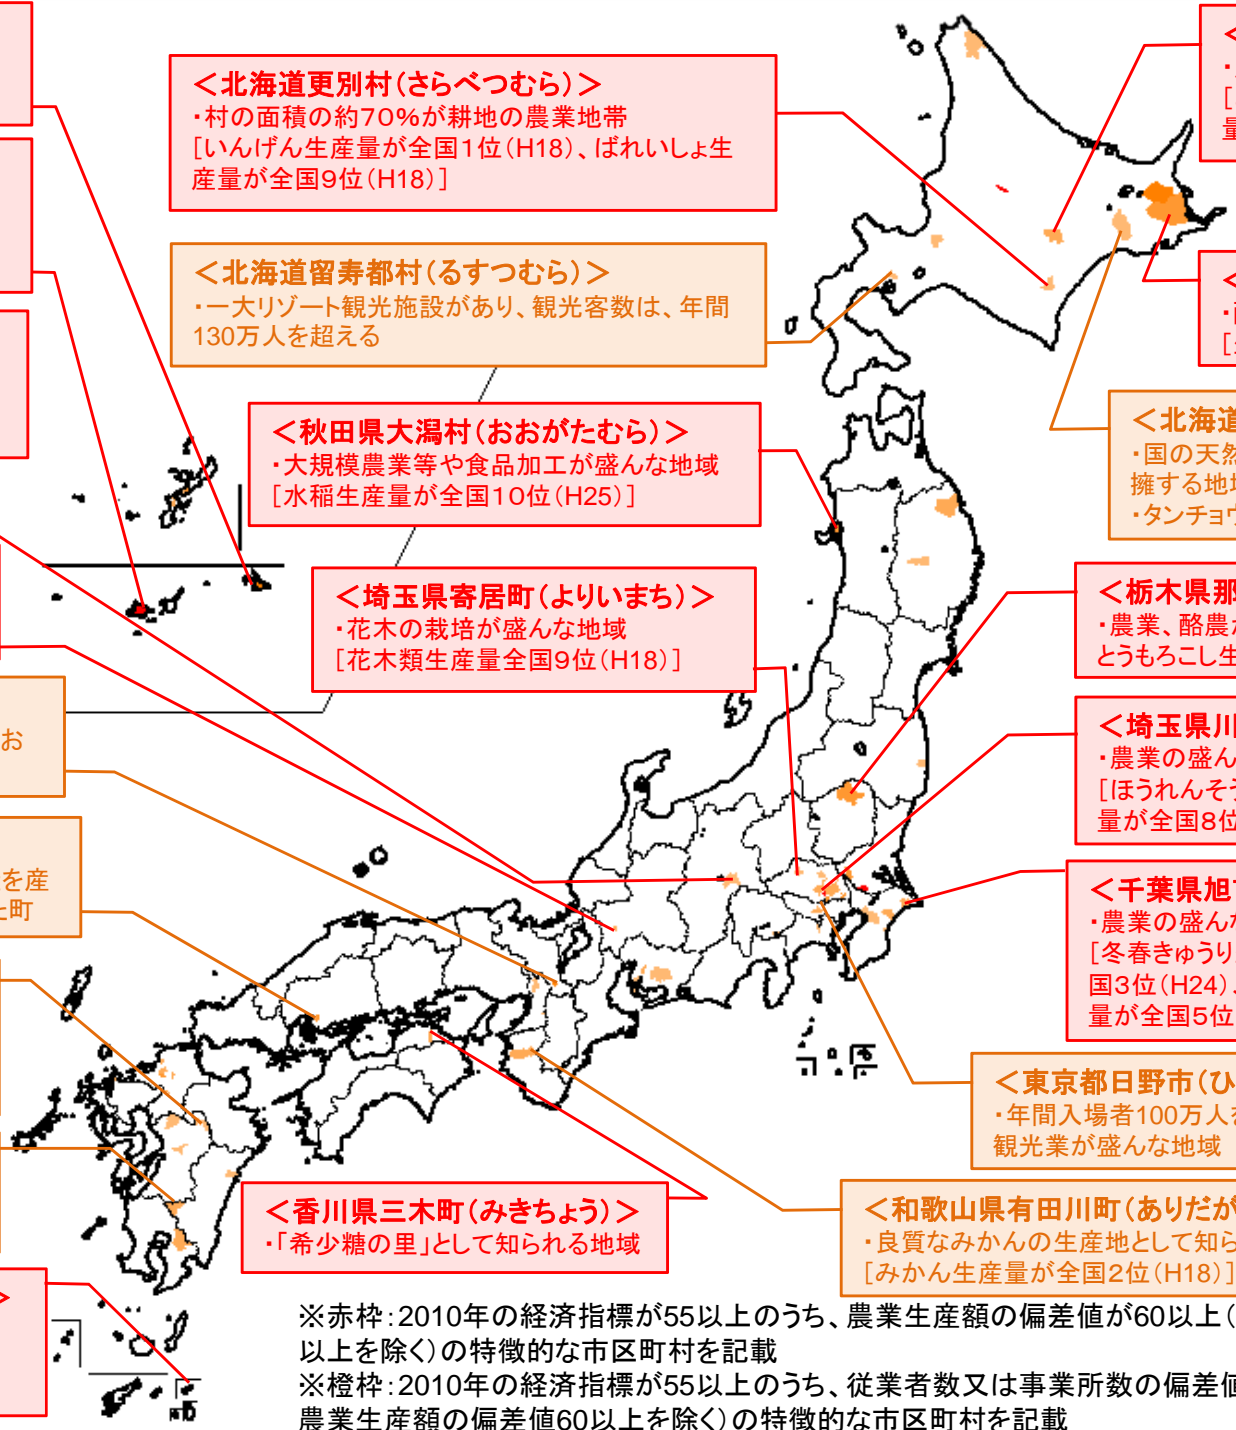 ＜北海道更別村（さらべつむら）＞
・村の面積の約７０％が耕地の農業地帯
[いんげん生産量が全国１位（H18）、ばれいしょ生
産量が全国９位（H18）]
＜北海道留寿都村（るすつむら）＞
・一大リゾート観光施設があり、観光客数は、年間
130万人を超える
＜秋田県大潟村（おおがたむら）＞
・大規模農業等や食品加工が盛んな地域
[水稲生産量が全国１０位（H25）]
＜埼玉県寄居町（よりいまち）＞
・花木の栽培が盛んな地域
[花木類生産量全国９位（H18）]
＜
・
[
量
＜
・
[
＜北海道
・国の天然
擁する地域
・タンチョウ
＜栃木県那
・農業、酪農が
とうもろこし生
＜埼玉県川
・農業の盛ん
[ほうれんそう
量が全国８位
＜千葉県旭市
・農業の盛んな
[冬春きゅうり
国３位（H24）、
量が全国５位
＜東京都日野市（ひ
・年間入場者100万人を
観光業が盛んな地域
＜和歌山県有田川町（ありだが
・良質なみかんの生産地として知ら
[みかん生産量が全国２位（H18）]
お
を産
上町
＞
＜香川県三木町（みきちょう）＞
・「希少糖の里」として知られる地域
※赤枠：2010年の経済指標が55以上のうち、農業生産額の偏差値が60以上（
以上を除く）の特徴的な市区町村を記載
※橙枠：2010年の経済指標が55以上のうち、従業者数又は事業所数の偏差値
農業生産額の偏差値60以上を除く）の特徴的な市区町村を記載